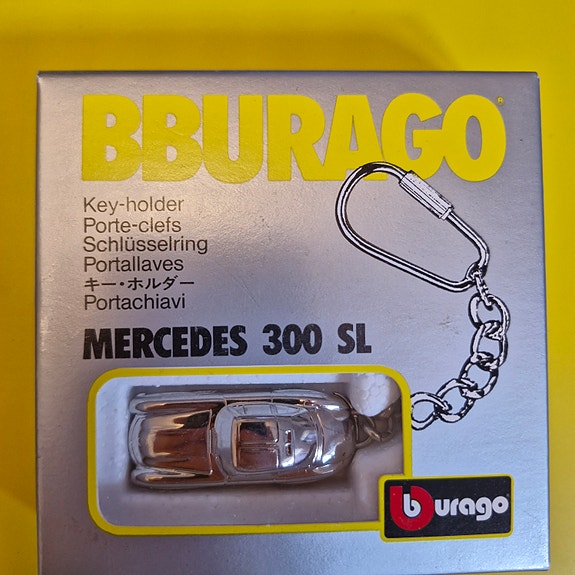 BBURAGO®
Key-holder
Porte-clefs
Schlüsselring
Portallaves
キー・ホルダー
Portachiavi
MERCEDES 300 SL
burago